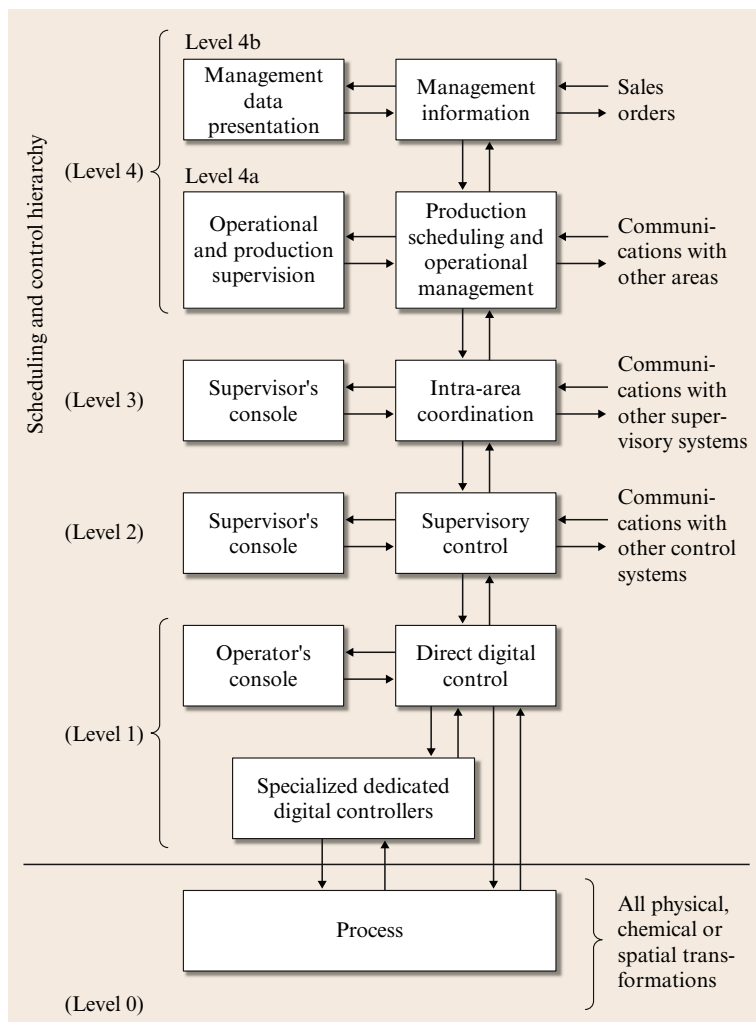 Scheduling and control hierarchy
Level 4b
Management
data
presentation
Management
information
Sales
orders
(Level 4)
Level 4a
Operational
and production
supervision
Production
scheduling and
operational
management
Communi-
cations with
other areas
(Level 3)
Supervisor's
console
Intra-area
coordination
Communi-
cations with
other super-
visory systems
(Level 2)
Supervisor's
console
Supervisory
control
Communi-
cations with
other control
systems
Operator's
console
Direct digital
control
(Level 1)
Specialized dedicated
digital controllers
Process
All physical,
chemical or
spatial trans-
formations
(Level 0)